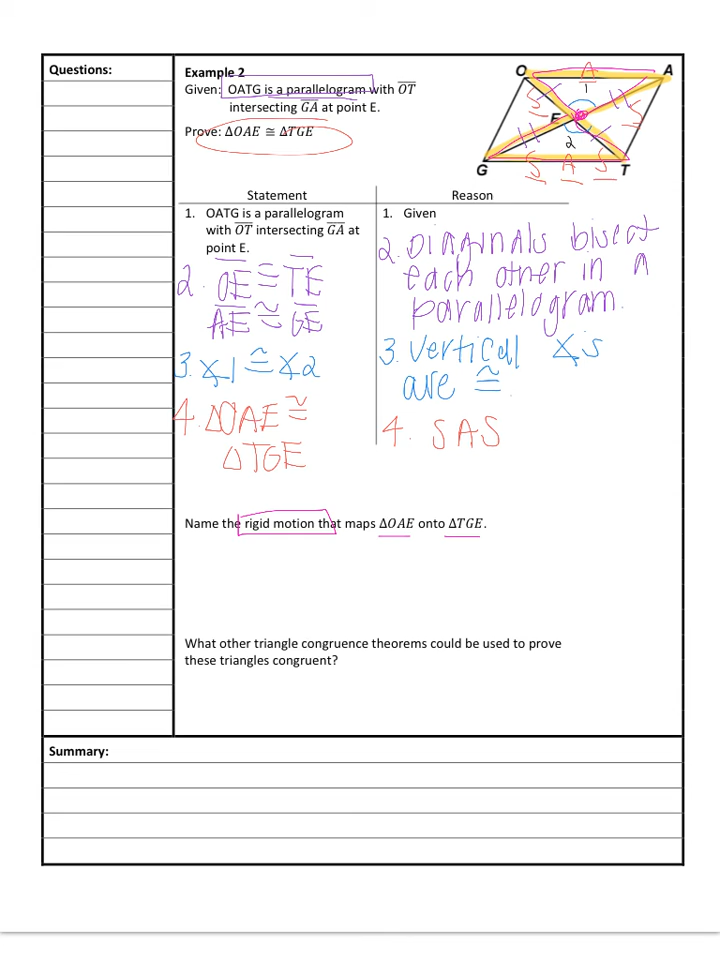 Questions:
Example 2
Given: OATG is a parallelogram with OT
intersecting GA at point E.
Prove: ΔOAE ≅ ΔTGE
O
A
A
1
S
S
E
2
G
S A S
T
Statement
Reason
1. OATG is a parallelogram
with OT intersecting GA at
point E.
1. Given
2. OE ≅ TE
AE ≅ GE
2. DIAGONALS bisect
each other in A
parallelogram.
3. ∡1 ≅ ∡2
3. Vertical ∡s
are ≅
4. ΔOAE ≅
ΔTGE
4. SAS
Name the rigid motion that maps ΔOAE onto ΔTGE.
What other triangle congruence theorems could be used to prove
these triangles congruent?
Summary: